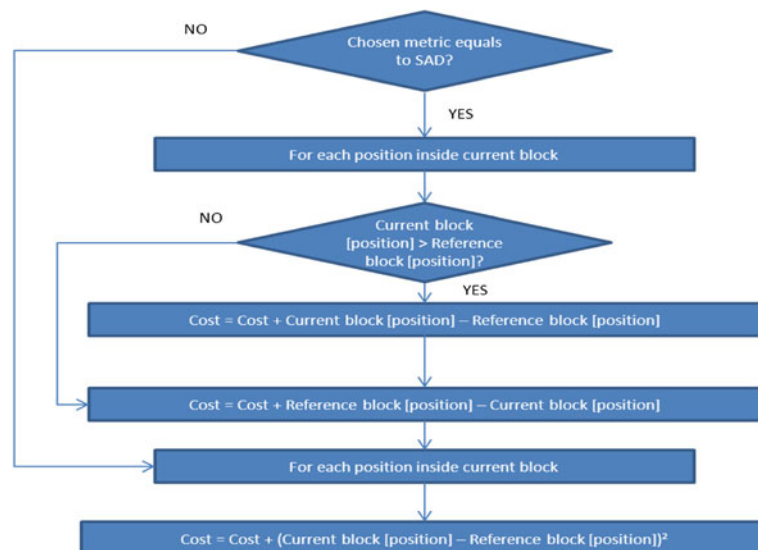 NO
Chosen metric equals
to SAD?
YES
For each position inside current block
NO
Current block
[position] > Reference
block [position]?
YES
Cost = Cost + Current block [position] – Reference block [position]
Cost = Cost + Reference block [position] – Current block [position]
For each position inside current block
Cost = Cost + (Current block [position] – Reference block [position])²